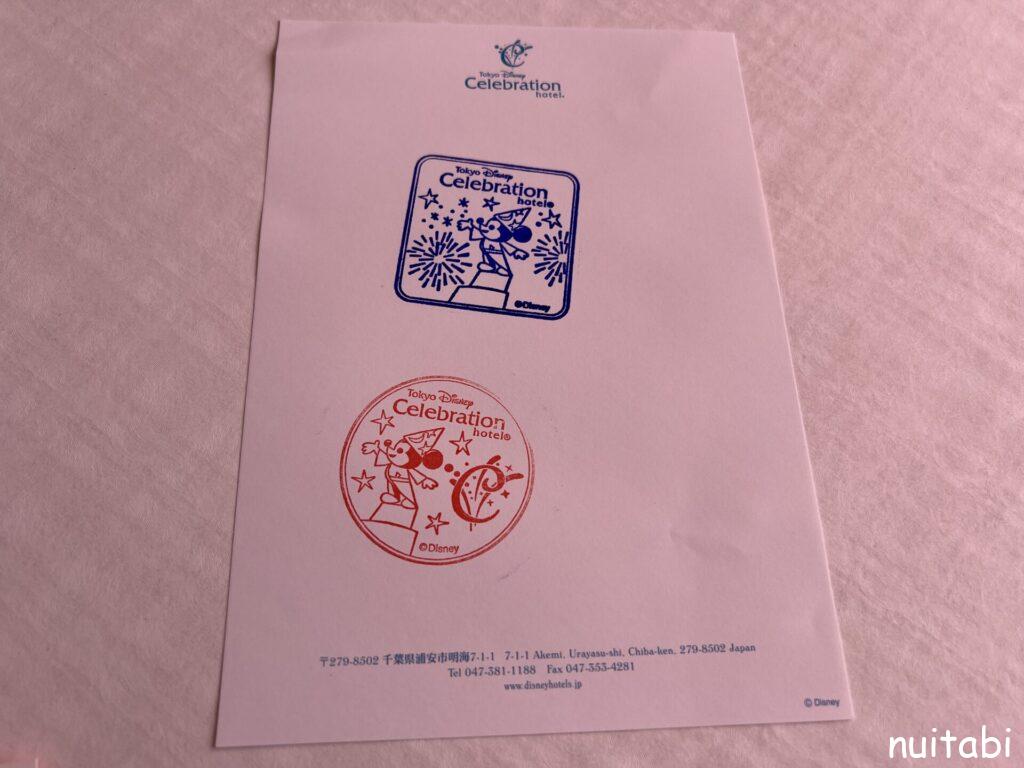 Tokyo Disney
Celebration
hotel®
Tokyo Disney
Celebration
hotel®
©Disney
Tokyo Disney
Celebration
hotel®
©Disney
〒279-8502 千葉県浦安市明海7-1-1 7-1-1 Akemi, Urayasu-shi, Chiba-ken, 279-8502 Japan
Tel 047-381-1188 Fax 047-353-4281
www.disneyhotels.jp
© Disney
nuitabi